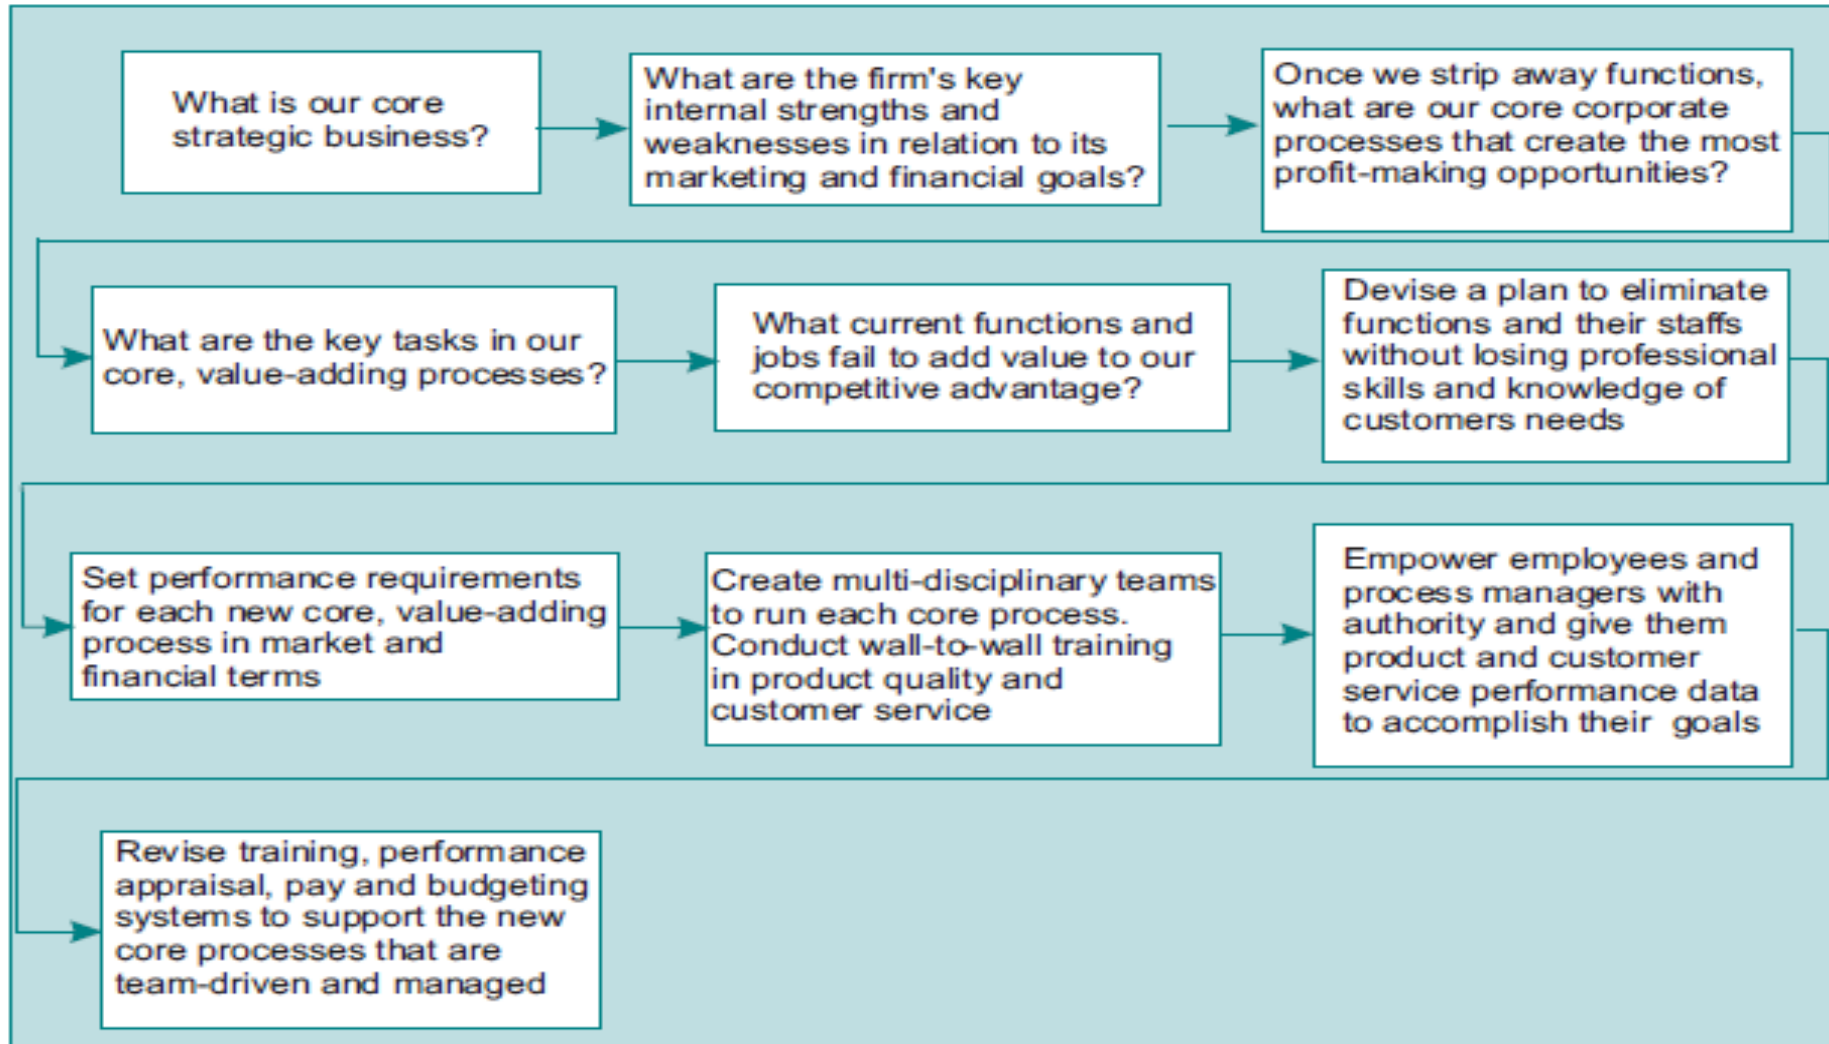 What is our core
strategic business?
What are the firm's key
internal strengths and
weaknesses in relation to its
marketing and financial goals?
Once we strip away functions,
what are our core corporate
processes that create the most
profit-making opportunities?
What are the key tasks in our
core, value-adding processes?
What current functions and
jobs fail to add value to our
competitive advantage?
Devise a plan to eliminate
functions and their staffs
without losing professional
skills and knowledge of
customers needs
Set performance requirements
for each new core, value-adding
process in market and
financial terms
Create multi-disciplinary teams
to run each core process.
Conduct wall-to-wall training
in product quality and
customer service
Empower employees and
process managers with
authority and give them
product and customer
service performance data
to accomplish their goals
Revise training, performance
appraisal, pay and budgeting
systems to support the new
core processes that are
team-driven and managed